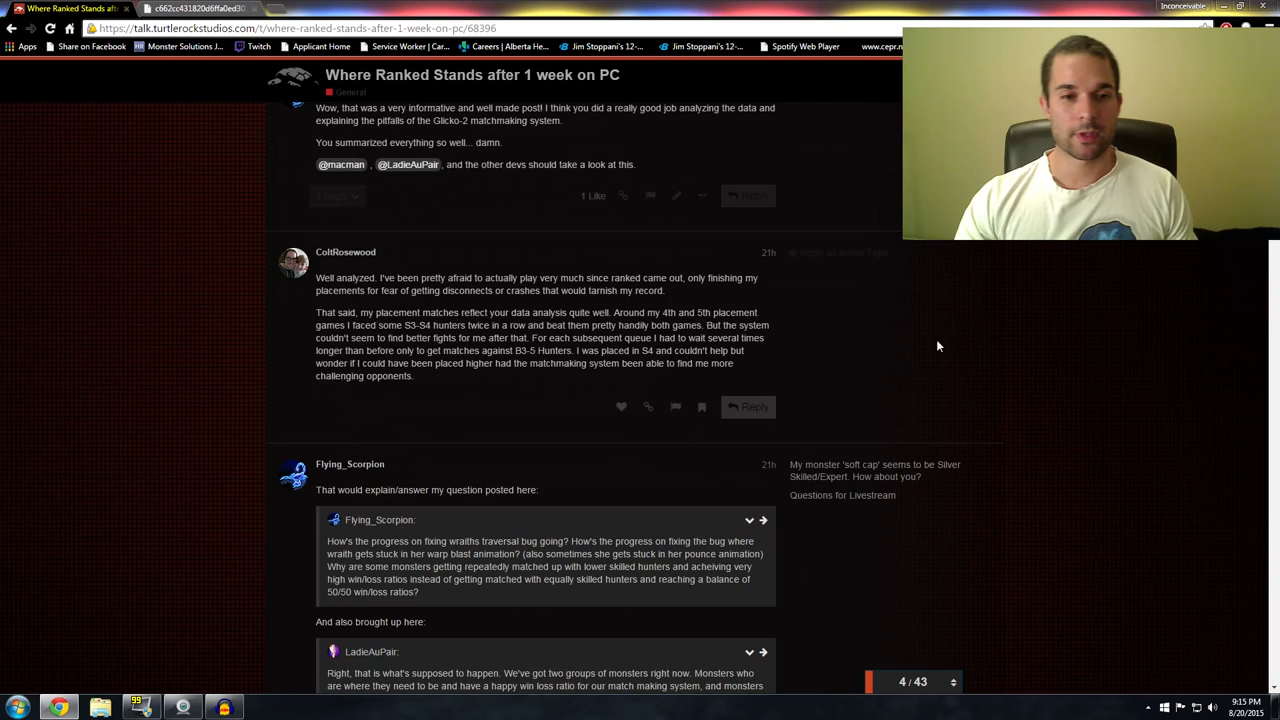 Where Ranked Stands afte
c662cc431820d6ffa0ed30
Inconceivable
https://talk.turtlerockstudios.com/t/where-ranked-stands-after-1-week-on-pc/68396
Apps
Share on Facebook
Monster Solutions J...
Twitch
Applicant Home
Service Worker | Car...
Careers | Alberta He...
Jim Stoppani's 12-...
Jim Stoppani's 12-...
Spotify Web Player
www.cepr.n
Where Ranked Stands after 1 week on PC
General
Wow, that was a very informative and well made post! I think you did a really good job analyzing the data and
explaining the pitfalls of the Glicko-2 matchmaking system.
You summarized everything so well... damn.
@macman , @LadieAuPair, and the other devs should take a look at this.
1 Reply
1 Like
Reply
ColtRosewood
21h
Reply as linked Topic
Well analyzed. I've been pretty afraid to actually play very much since ranked came out, only finishing my
placements for fear of getting disconnects or crashes that would tarnish my record.
That said, my placement matches reflect your data analysis quite well. Around my 4th and 5th placement
games I faced some S3-S4 hunters twice in a row and beat them pretty handily both games. But the system
couldn't seem to find better fights for me after that. For each subsequent queue I had to wait several times
longer than before only to get matches against B3-5 Hunters. I was placed in S4 and couldn't help but
wonder if I could have been placed higher had the matchmaking system been able to find me more
challenging opponents.
Reply
Flying_Scorpion
21h
My monster 'soft cap' seems to be Silver
Skilled/Expert. How about you?
Questions for Livestream
That would explain/answer my question posted here:
Flying_Scorpion:
How's the progress on fixing wraiths traversal bug going? How's the progress on fixing the bug where
wraith gets stuck in her warp blast animation? (also sometimes she gets stuck in her pounce animation)
Why are some monsters getting repeatedly matched up with lower skilled hunters and acheiving very
high win/loss ratios instead of getting matched with equally skilled hunters and reaching a balance of
50/50 win/loss ratios?
And also brought up here:
LadieAuPair:
Right, that is what's supposed to happen. We've got two groups of monsters right now. Monsters who
are where they need to be and have a happy win loss ratio for our match making system, and monsters
4 / 43
99
9:15 PM
8/20/2015